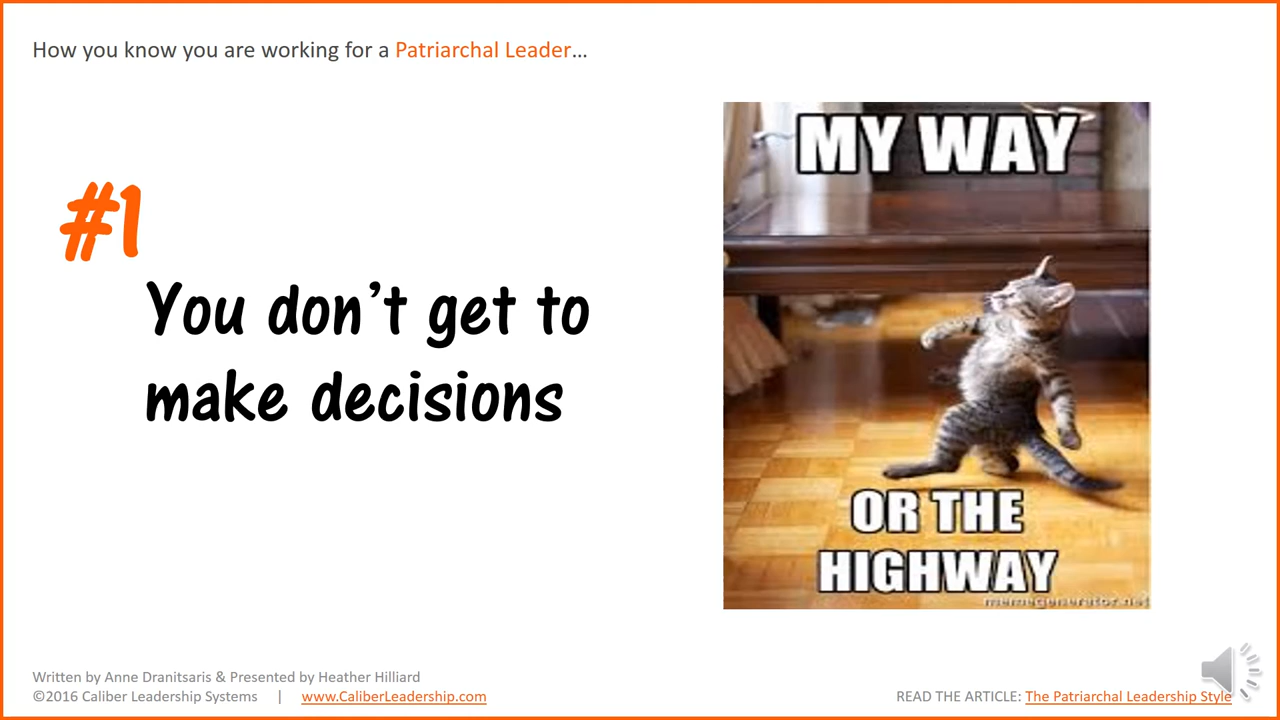 How you know you are working for a Patriarchal Leader…
#1
You don’t get to
make decisions
MY WAY
OR THE
HIGHWAY
memegenerator.net
Written by Anne Dranitsaris & Presented by Heather Hilliard
©2016 Caliber Leadership Systems | www.CaliberLeadership.com
READ THE ARTICLE: The Patriarchal Leadership Style